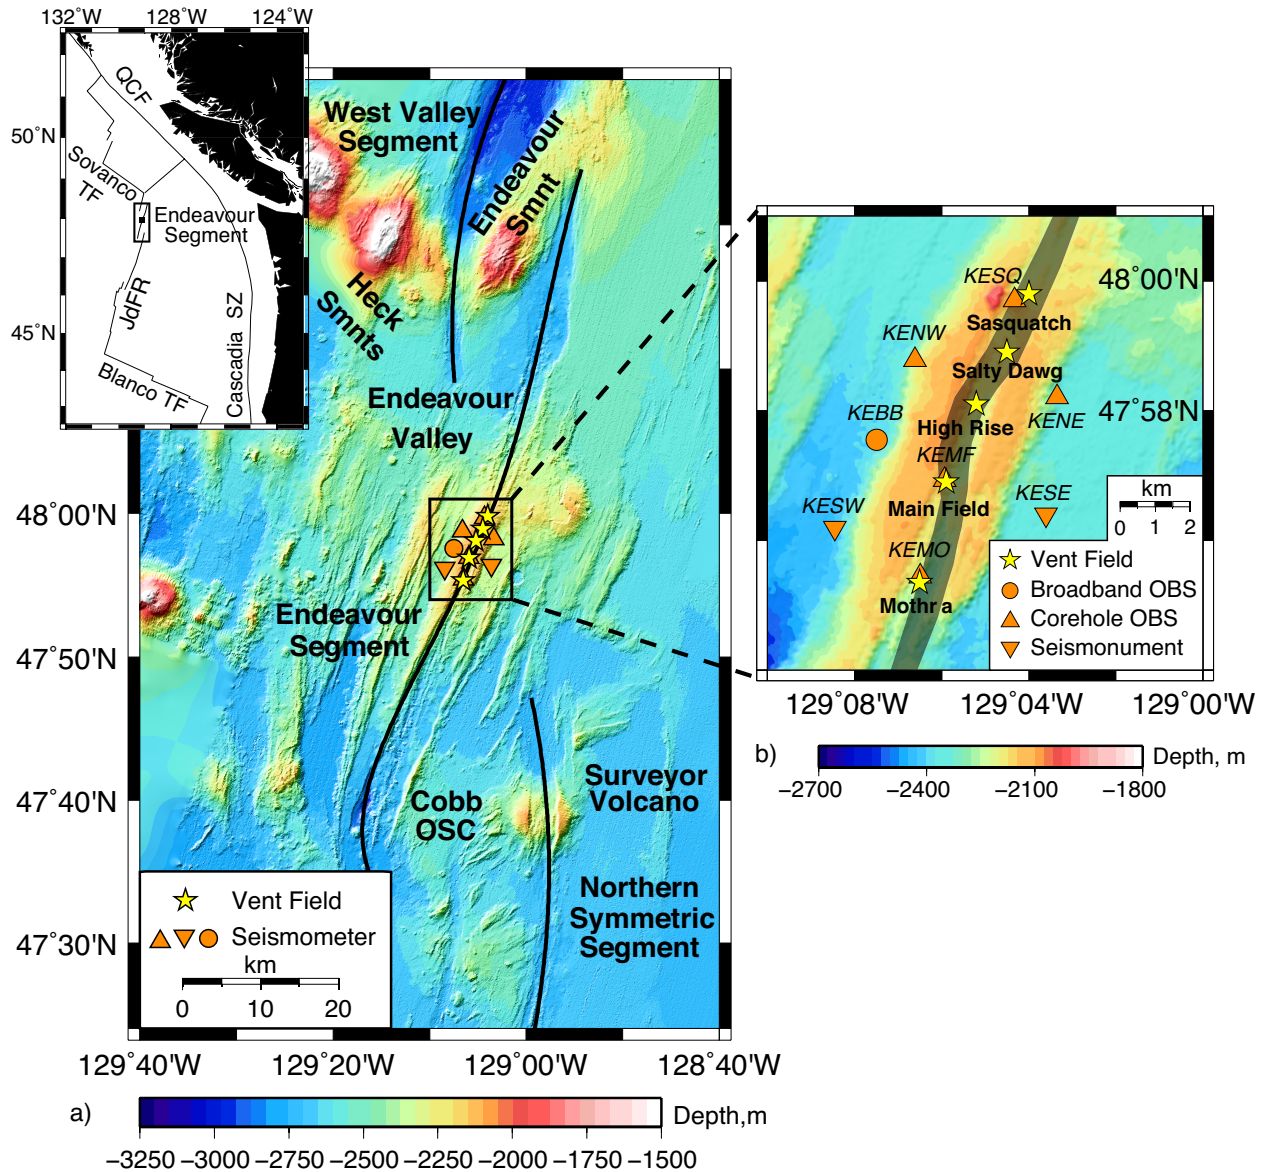 132˚W
128˚W
124˚W
50˚N
45˚N
QCF
Sovanco
TF
Endeavour
Segment
JdFR
Cascadia SZ
Blanco TF
West Valley
Segment
Endeavour
Smnt
Heck
Smnts
Endeavour
Valley
48˚00'N
47˚50'N
47˚40'N
47˚30'N
Endeavour
Segment
Cobb
OSC
Surveyor
Volcano
Northern
Symmetric
Segment
Vent Field
Seismometer
km
0 10 20
129˚40'W
129˚20'W
129˚00'W
128˚40'W
a)
Depth,m
−3250 −3000 −2750 −2500 −2250 −2000 −1750 −1500
KESQ
Sasquatch
KENW
Salty Dawg
KENE
KEBB
High Rise
KEMF
KESW
Main Field
KESE
KEMO
Mothra
48˚00'N
47˚58'N
km
0 1 2
Vent Field
Broadband OBS
Corehole OBS
Seismonument
129˚08'W
129˚04'W
129˚00'W
b)
Depth, m
−2700 −2400 −2100 −1800